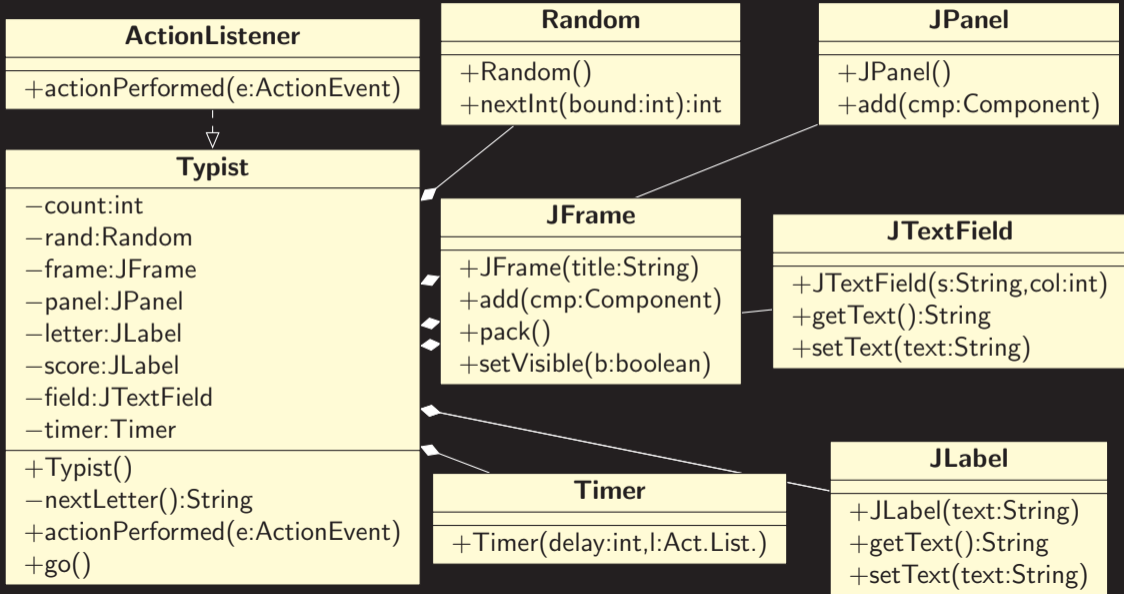 ActionListener
+actionPerformed(e:ActionEvent)
Typist
−count:int
−rand:Random
−frame:JFrame
−panel:JPanel
−letter:JLabel
−score:JLabel
−field:JTextField
−timer:Timer
+Typist()
−nextLetter():String
+actionPerformed(e:ActionEvent)
+go()
Random
+Random()
+nextInt(bound:int):int
JPanel
+JPanel()
+add(cmp:Component)
JFrame
+JFrame(title:String)
+add(cmp:Component)
+pack()
+setVisible(b:boolean)
JTextField
+JTextField(s:String,col:int)
+getText():String
+setText(text:String)
Timer
+Timer(delay:int,l:Act.List.)
JLabel
+JLabel(text:String)
+getText():String
+setText(text:String)